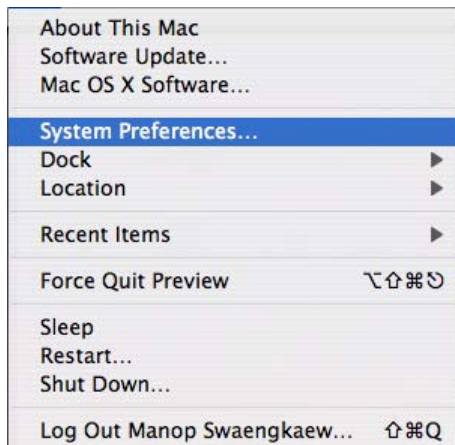 About This Mac
Software Update...
Mac OS X Software...
System Preferences...
Dock
Location
Recent Items
Force Quit Preview ⌥⇧⌘⎋
Sleep
Restart...
Shut Down...
Log Out Manop Swaengkaew... ⇧⌘Q